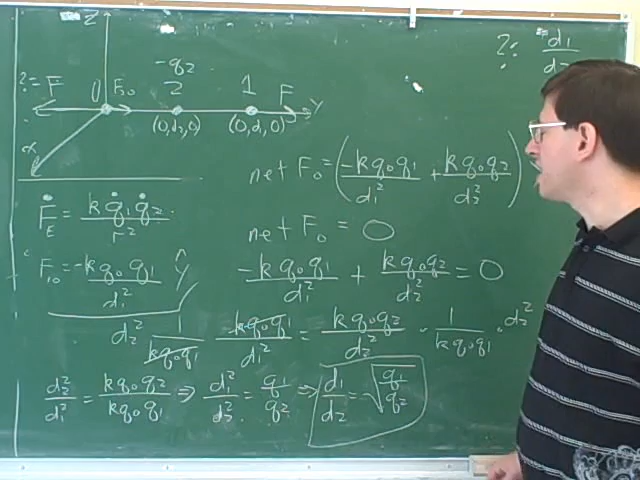 Z
?: d₁/d₂
-q₂
?= F 0 F₁₀ 2 1 F y
(0,d₂,0) (0,d₁,0)
x
net F₀ = (-kq₀q₁/d₁² + kq₀q₂/d₂²)
F_E = kq₁q₂/r²
net F₀ = 0
F₁₀ = -kq₀q₁/d₁² ŷ
-kq₀q₁/d₁² + kq₀q₂/d₂² = 0
d₂² 1/kq₀q₁ kq₀q₁/d₁² = kq₀q₂/d₂² · 1/kq₀q₁ · d₂²
d₂²/d₁² = kq₀q₂/kq₀q₁ ⇒ d₁²/d₂² = q₁/q₂ ⇒ d₁/d₂ = √(q₁/q₂)